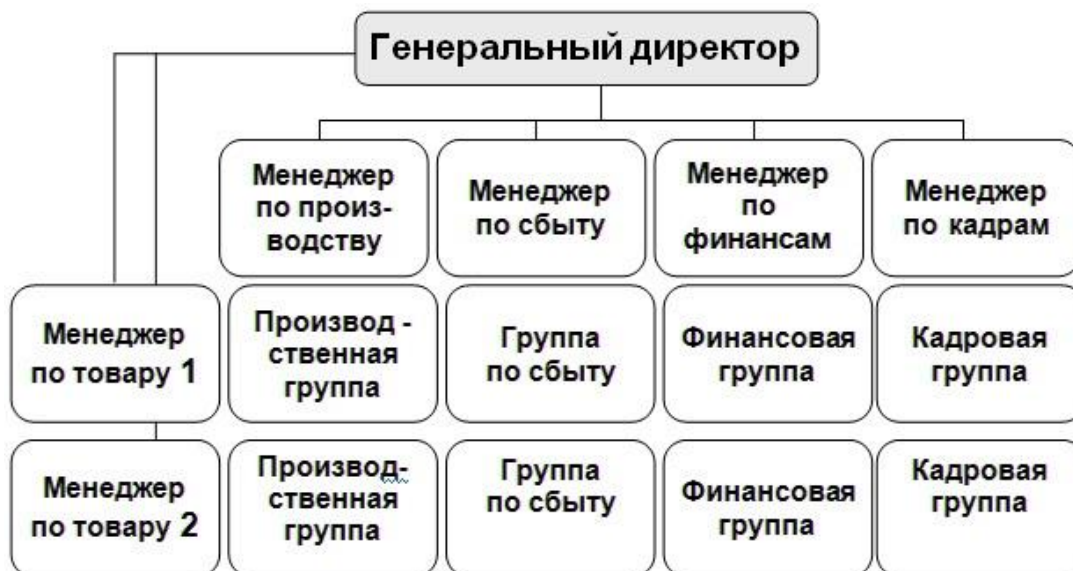 Генеральный директор
Менеджер
по произ-
водству
Менеджер
по сбыту
Менеджер
по
финансам
Менеджер
по кадрам
Менеджер
по товару 1
Производ -
ственная
группа
Группа
по сбыту
Финансовая
группа
Кадровая
группа
Менеджер
по товару 2
Производ-
ственная
группа
Группа
по сбыту
Финансовая
группа
Кадровая
группа